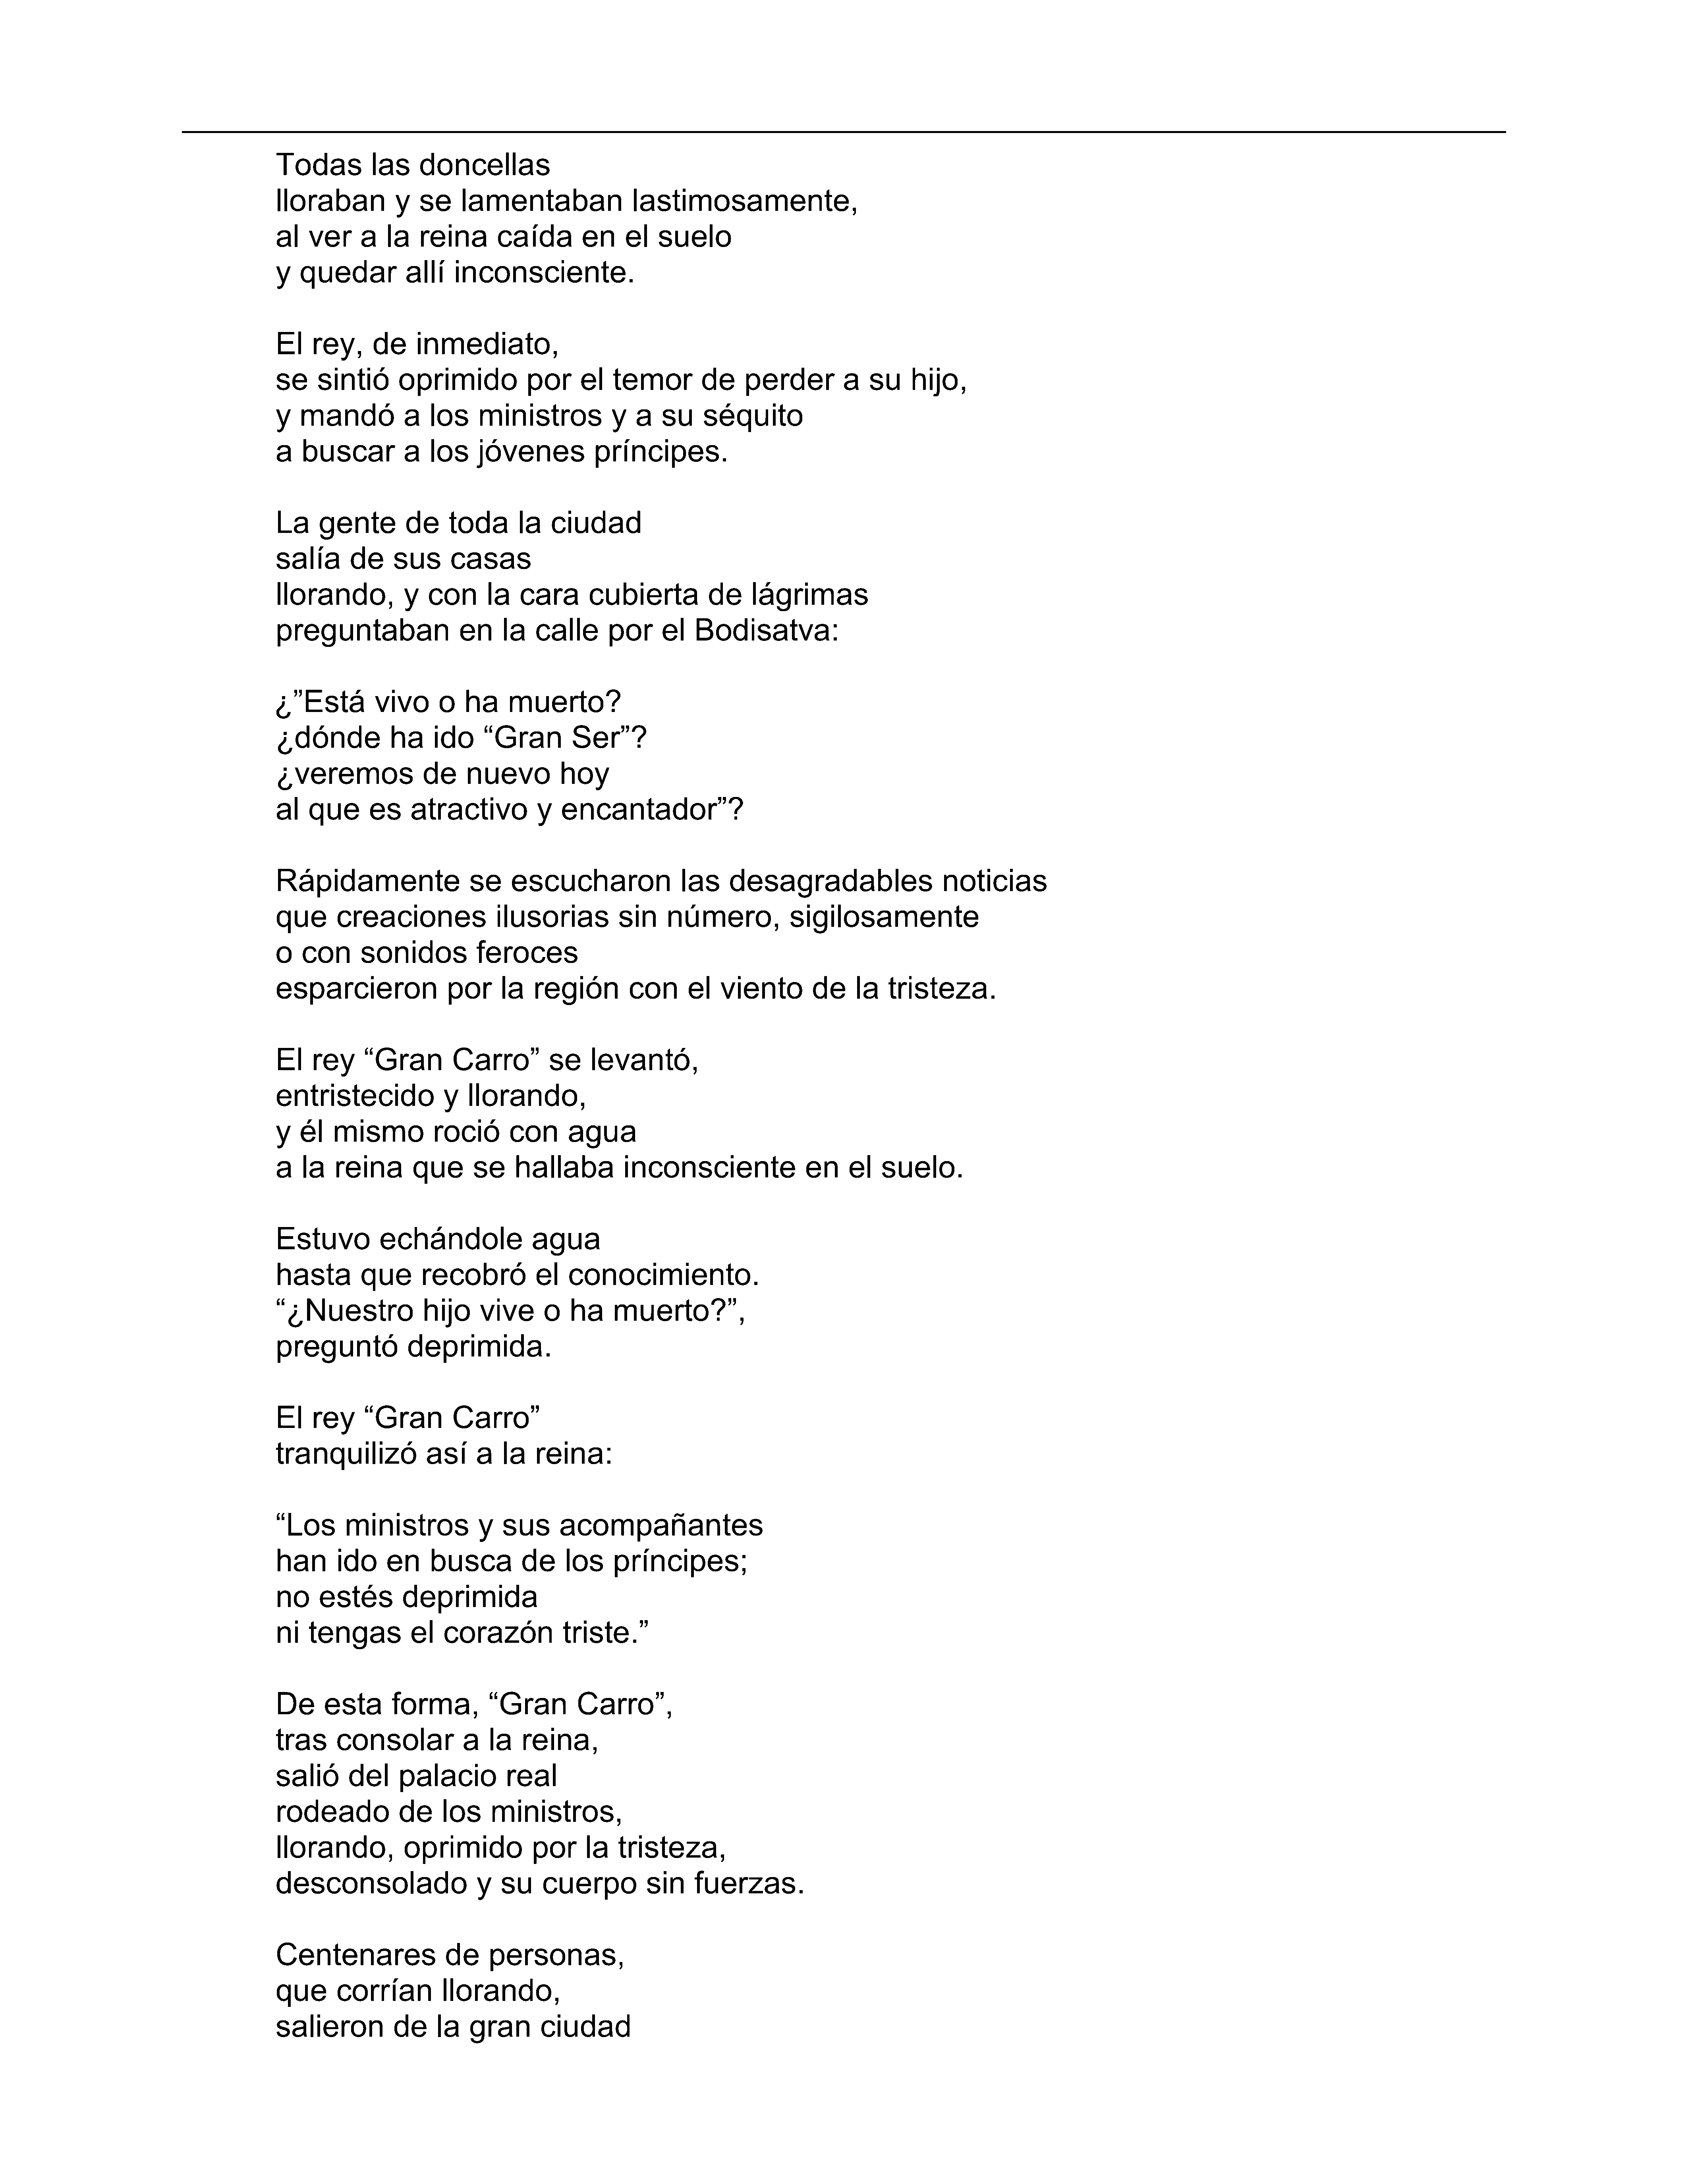 Todas las doncellas
lloraban y se lamentaban lastimosamente,
al ver a la reina caída en el suelo
y quedar allí inconsciente.

El rey, de inmediato,
se sintió oprimido por el temor de perder a su hijo,
y mandó a los ministros y a su séquito
a buscar a los jóvenes príncipes.

La gente de toda la ciudad
salía de sus casas
llorando, y con la cara cubierta de lágrimas
preguntaban en la calle por el Bodisatva:

¿”Está vivo o ha muerto?
¿dónde ha ido “Gran Ser”?
¿veremos de nuevo hoy
al que es atractivo y encantador”?

Rápidamente se escucharon las desagradables noticias
que creaciones ilusorias sin número, sigilosamente
o con sonidos feroces
esparcieron por la región con el viento de la tristeza.

El rey “Gran Carro” se levantó,
entristecido y llorando,
y él mismo roció con agua
a la reina que se hallaba inconsciente en el suelo.

Estuvo echándole agua
hasta que recobró el conocimiento.
“¿Nuestro hijo vive o ha muerto?”,
preguntó deprimida.

El rey “Gran Carro”
tranquilizó así a la reina:

“Los ministros y sus acompañantes
han ido en busca de los príncipes;
no estés deprimida
ni tengas el corazón triste.”

De esta forma, “Gran Carro”,
tras consolar a la reina,
salió del palacio real
rodeado de los ministros,
llorando, oprimido por la tristeza,
desconsolado y su cuerpo sin fuerzas.

Centenares de personas,
que corrían llorando,
salieron de la gran ciudad